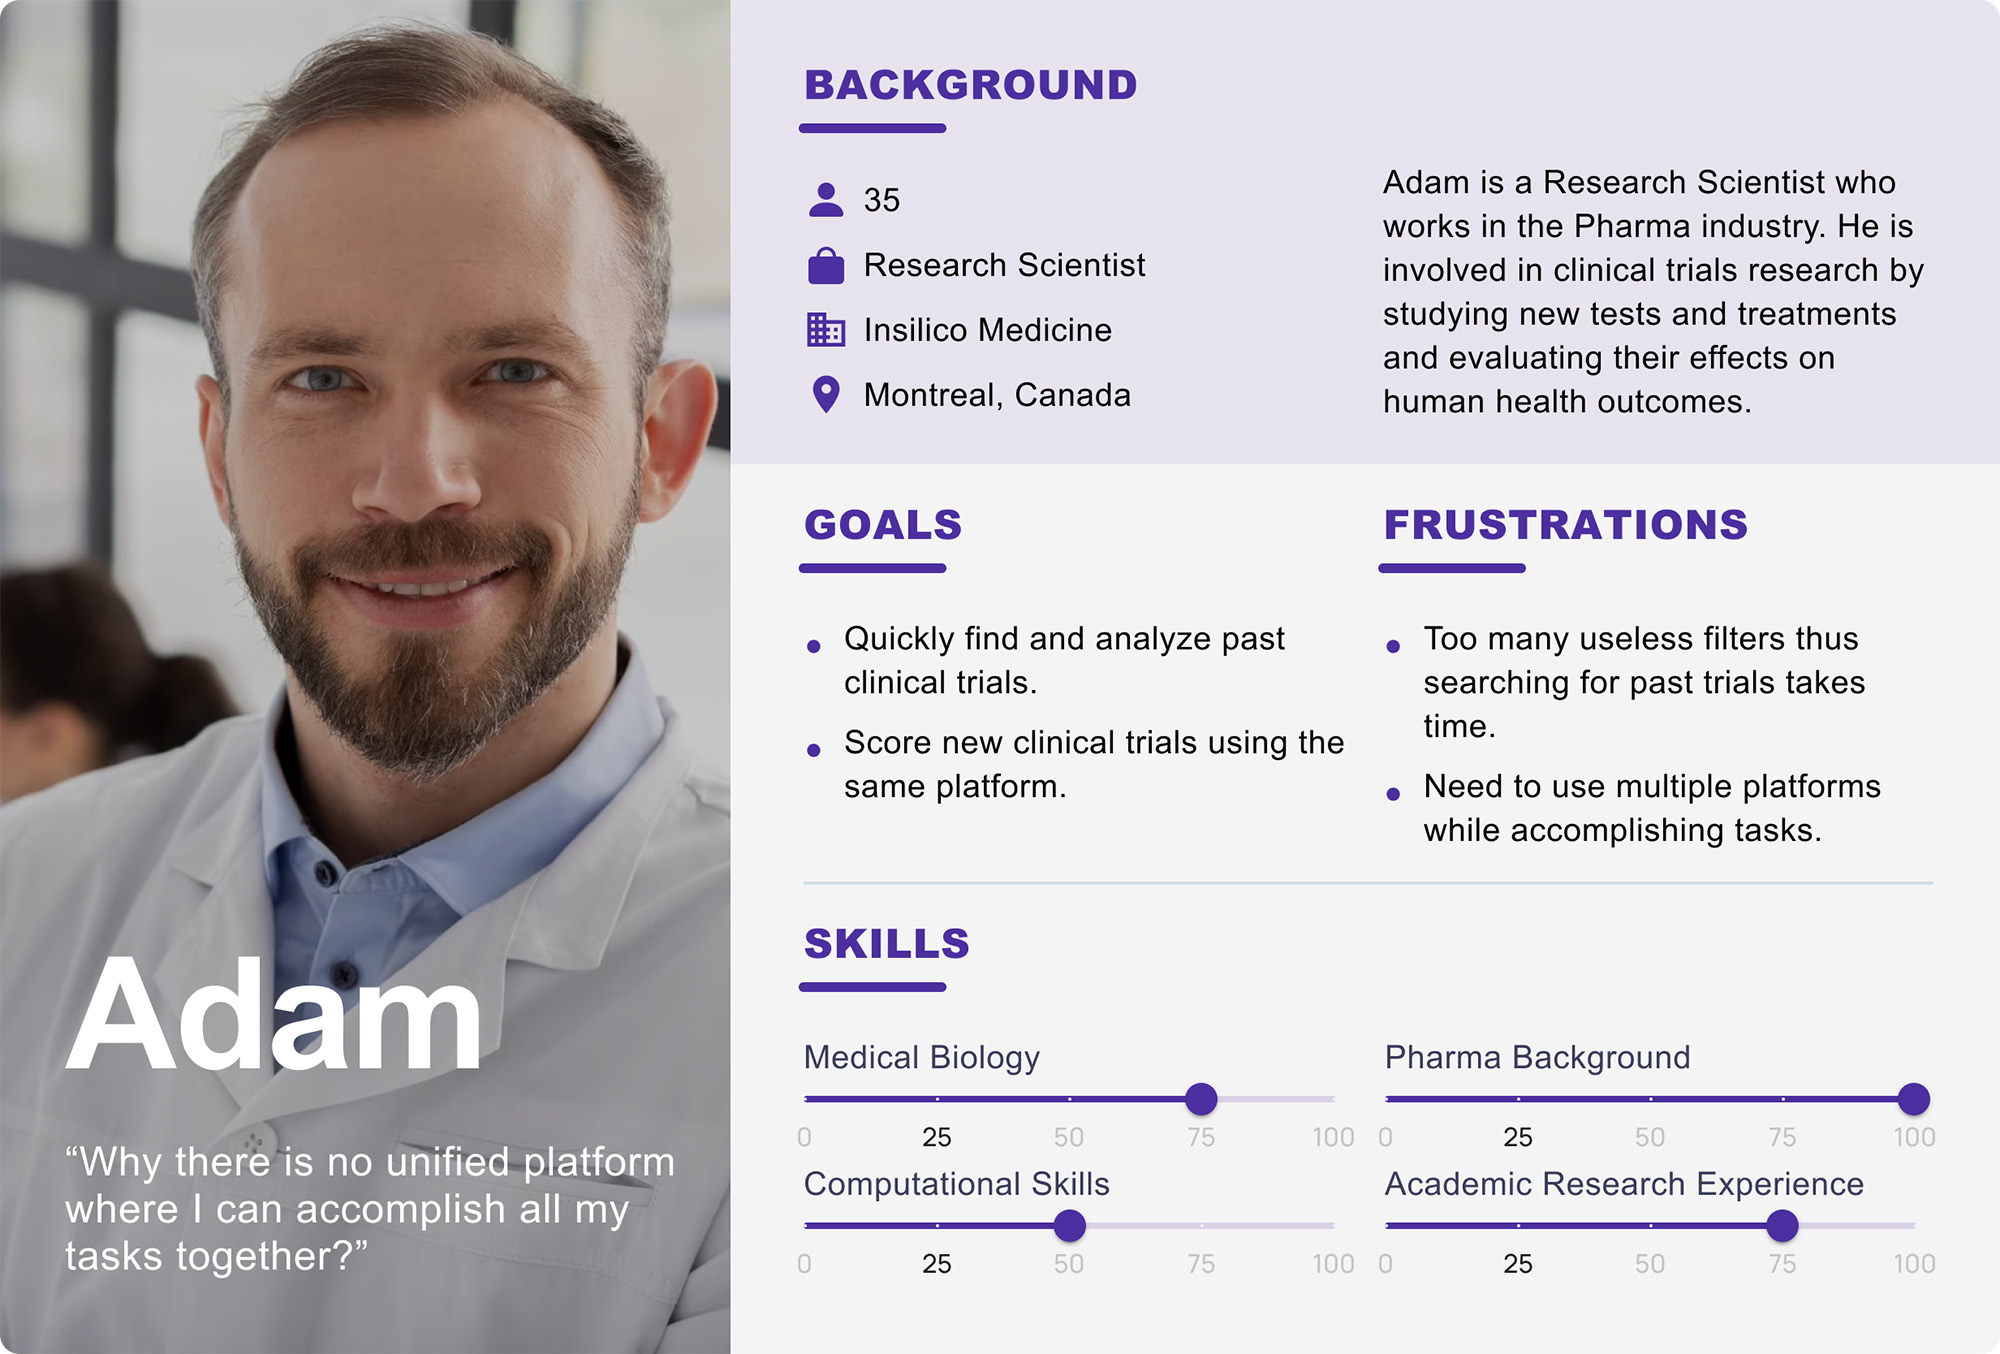 BACKGROUND
35
Research Scientist
Insilico Medicine
Montreal, Canada
Adam is a Research Scientist who
works in the Pharma industry. He is
involved in clinical trials research by
studying new tests and treatments
and evaluating their effects on
human health outcomes.
GOALS
Quickly find and analyze past
clinical trials.
Score new clinical trials using the
same platform.
FRUSTRATIONS
Too many useless filters thus
searching for past trials takes
time.
Need to use multiple platforms
while accomplishing tasks.
SKILLS
Medical Biology
0 25 50 75 100
Pharma Background
0 25 50 75 100
Computational Skills
0 25 50 75 100
Academic Research Experience
0 25 50 75 100
Adam
“Why there is no unified platform
where I can accomplish all my
tasks together?”